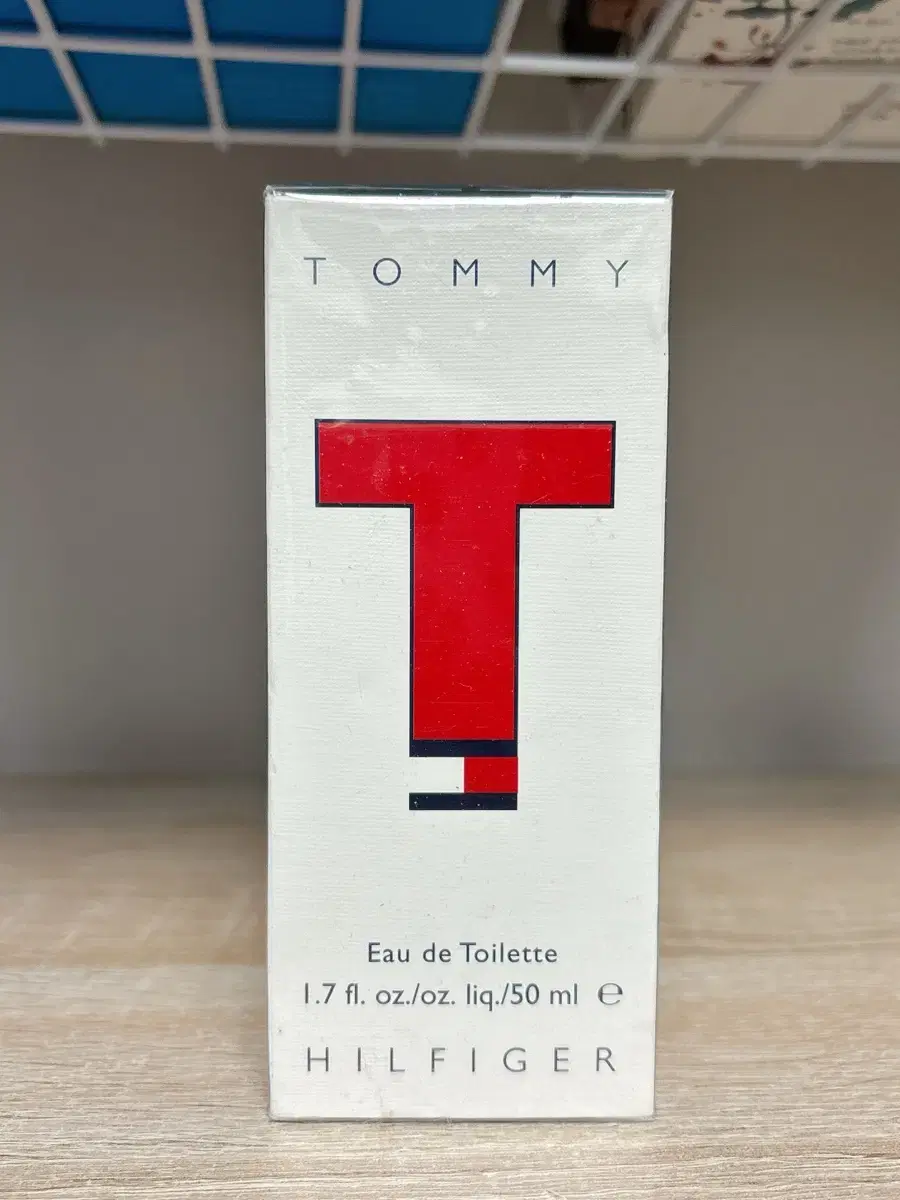 TOMMY
T
Eau de Toilette
1.7 fl. oz./oz. liq./50 ml ℮
HILFIGER